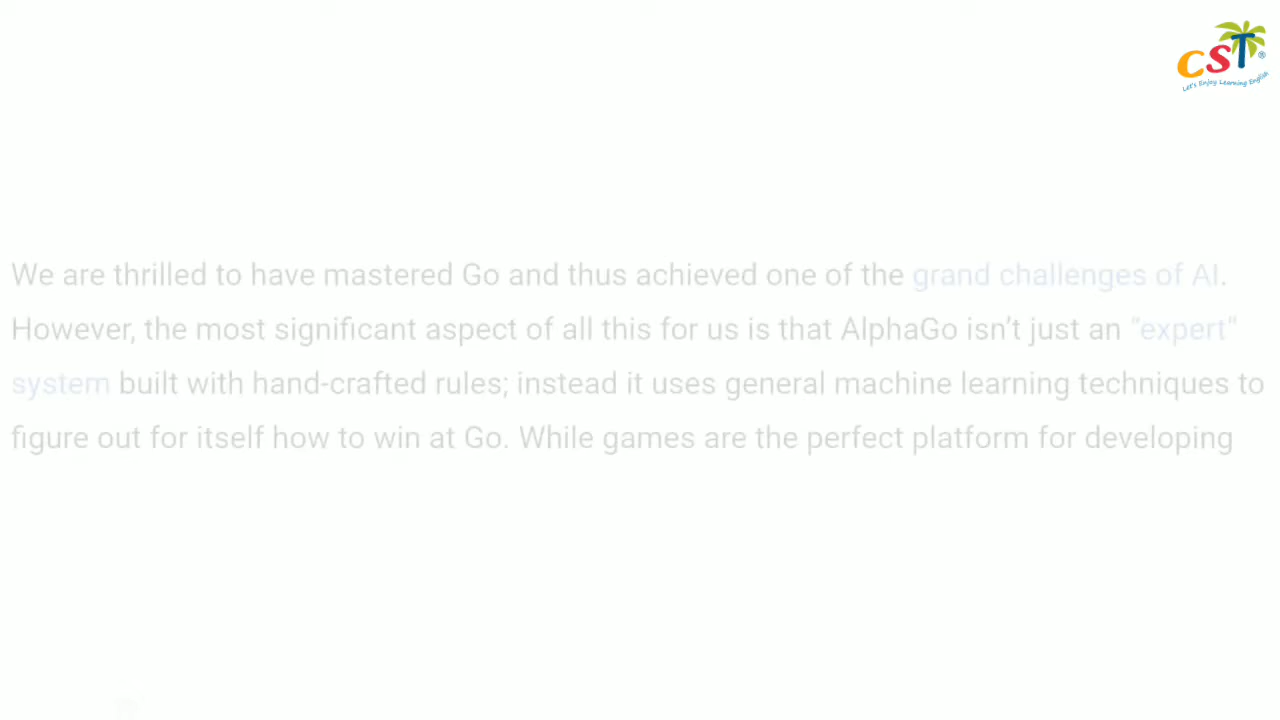 CST®
Let's Enjoy Learning English
We are thrilled to have mastered Go and thus achieved one of the grand challenges of AI.
However, the most significant aspect of all this for us is that AlphaGo isn’t just an “expert”
system built with hand-crafted rules; instead it uses general machine learning techniques to
figure out for itself how to win at Go. While games are the perfect platform for developing